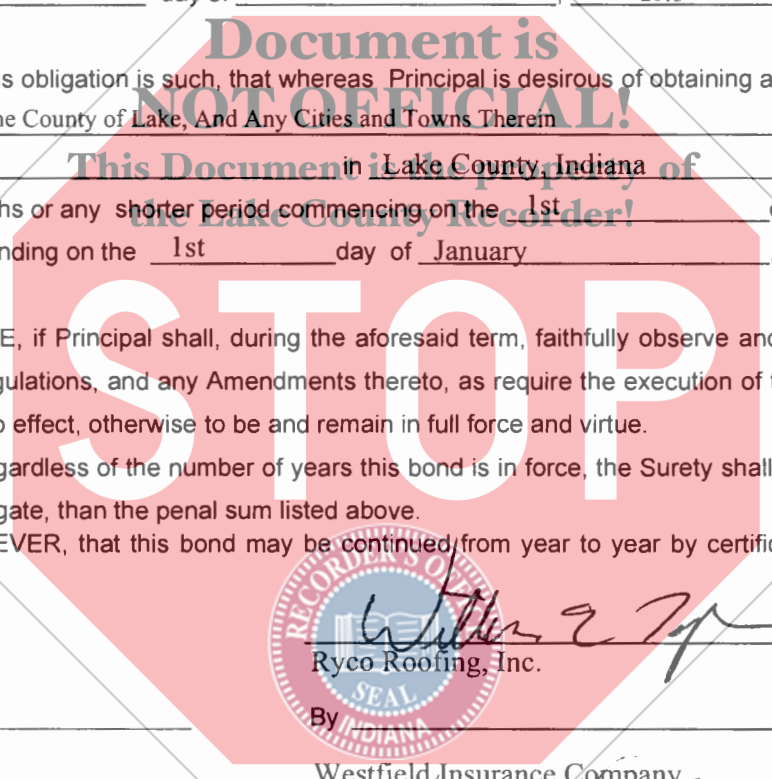 day of
Document is
is obligation is such, that whereas Principal is desirous of obtaining a
NOT OFFICIAL!
ne County of Lake, And Any Cities and Towns Therein
This Document is the property of
in Lake County, Indiana
the Lake County Recorder!
hs or any shorter period commencing on the 1st
nding on the 1st day of January
STOP
E, if Principal shall, during the aforesaid term, faithfully observe and
gulations, and any Amendments thereto, as require the execution of t
o effect, otherwise to be and remain in full force and virtue.
gardless of the number of years this bond is in force, the Surety shall
gate, than the penal sum listed above.
EVER, that this bond may be continued from year to year by certific
RECORDER'S OFFICE
Ryco Roofing, Inc.
SEAL
By
INDIANA
Westfield Insurance Company